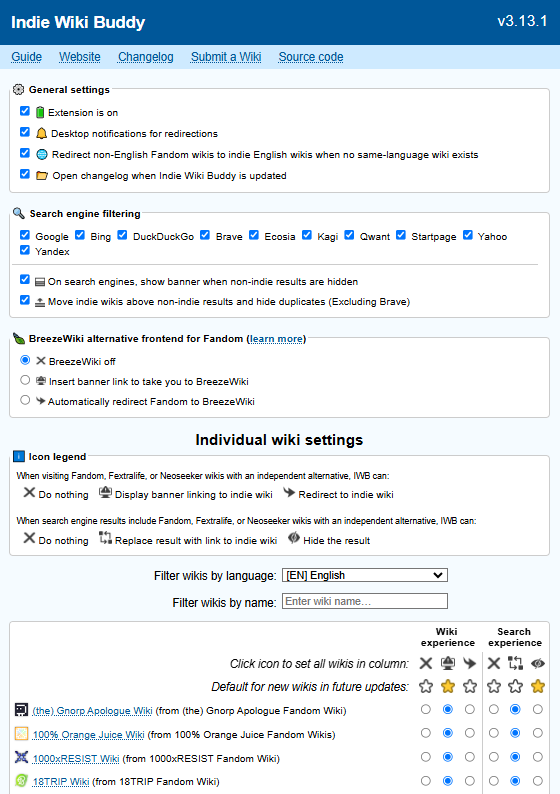 Indie Wiki Buddy v3.13.1
Guide Website Changelog Submit a Wiki Source code
General settings
Extension is on
Desktop notifications for redirections
Redirect non-English Fandom wikis to indie English wikis when no same-language wiki exists
Open changelog when Indie Wiki Buddy is updated
Search engine filtering
Google Bing DuckDuckGo Brave Ecosia Kagi Qwant Startpage Yahoo
Yandex
On search engines, show banner when non-indie results are hidden
Move indie wikis above non-indie results and hide duplicates (Excluding Brave)
BreezeWiki alternative frontend for Fandom (learn more)
BreezeWiki off
Insert banner link to take you to BreezeWiki
Automatically redirect Fandom to BreezeWiki
Individual wiki settings
Icon legend
When visiting Fandom, Fextralife, or Neoseeker wikis with an independent alternative, IWB can:
Do nothing Display banner linking to indie wiki Redirect to indie wiki
When search engine results include Fandom, Fextralife, or Neoseeker wikis with an independent alternative, IWB can:
Do nothing Replace result with link to indie wiki Hide the result
Filter wikis by language: [EN] English
Filter wikis by name: Enter wiki name…
Wiki Search
experience experience
Click icon to set all wikis in column:
Default for new wikis in future updates:
(the) Gnorp Apologue Wiki (from (the) Gnorp Apologue Fandom Wiki)
100% Orange Juice Wiki (from 100% Orange Juice Fandom Wikis)
1000xRESIST Wiki (from 1000xRESIST Fandom Wiki)
18TRIP Wiki (from 18TRIP Fandom Wiki)